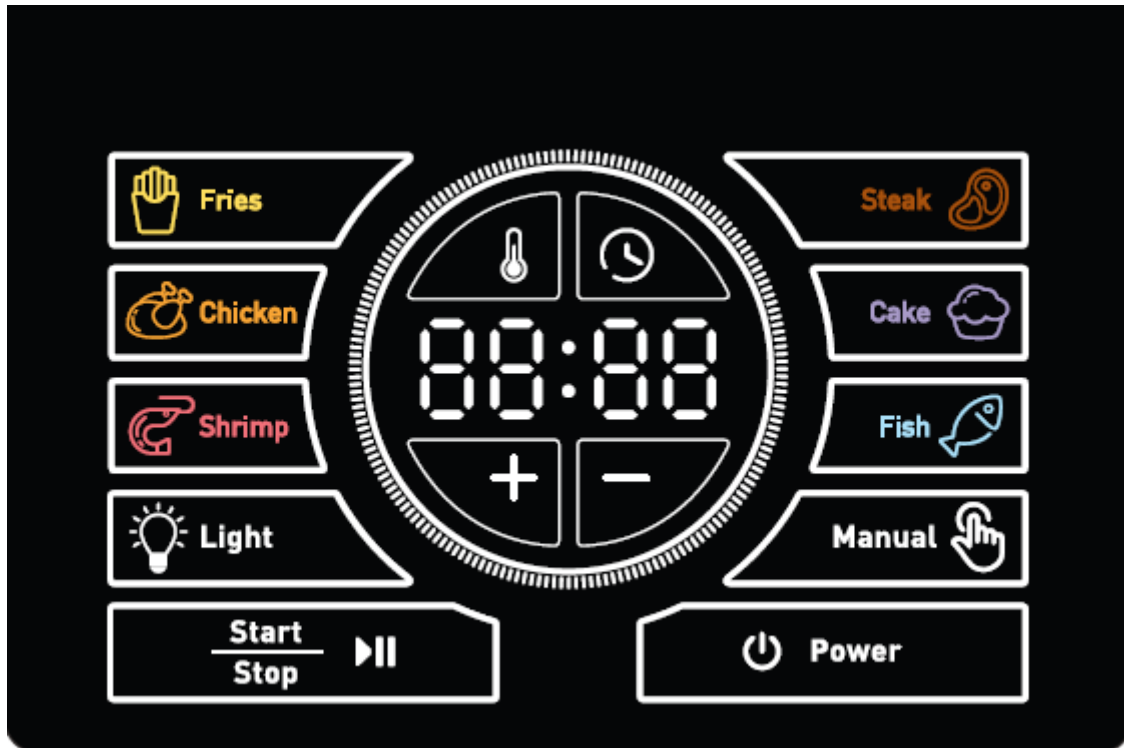 Fries
Steak
Chicken
Cake
88:88
Shrimp
Fish
Light
Manual
Start
Stop
Power